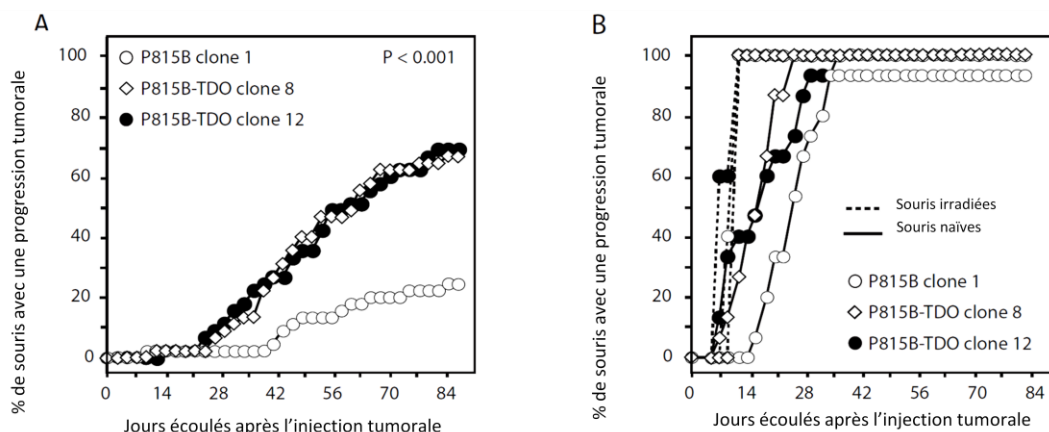 A
% de souris avec une progression tumorale
100
80
60
40
20
0
P815B clone 1
P815B-TDO clone 8
P815B-TDO clone 12
P < 0.001
0 14 28 42 56 70 84
Jours écoulés après l'injection tumorale
B
% de souris avec une progression tumorale
100
80
60
40
20
0
Souris irradiées
Souris naïves
P815B clone 1
P815B-TDO clone 8
P815B-TDO clone 12
0 14 28 42 56 70 84
Jours écoulés après l'injection tumorale